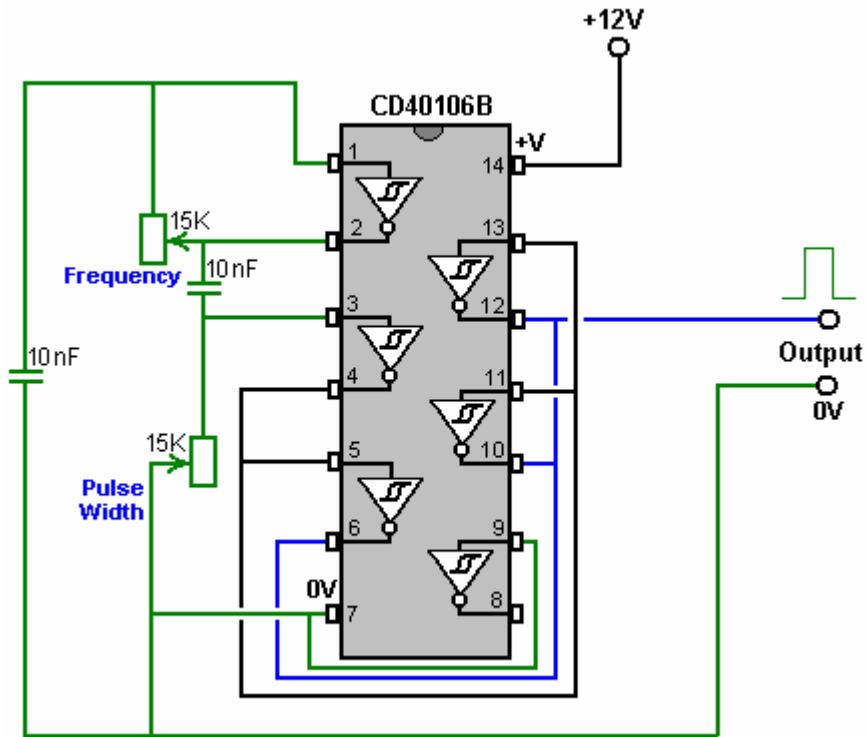 +12V
CD40106B
+V
1
14
15K
2
13
Frequency
10nF
3
12
Output
10nF
4
11
0V
15K
5
10
Pulse
Width
6
9
0V
7
8